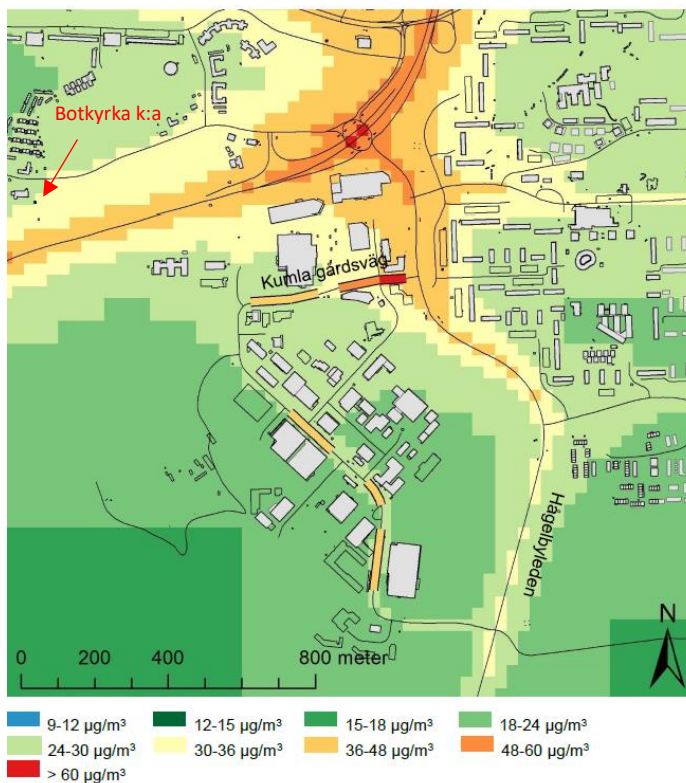 Botkyrka k:a
Kumla gårdsväg
Hågelbyleden
N
0 200 400 800 meter
9-12 µg/m³ 12-15 µg/m³ 15-18 µg/m³ 18-24 µg/m³
24-30 µg/m³ 30-36 µg/m³ 36-48 µg/m³ 48-60 µg/m³
> 60 µg/m³